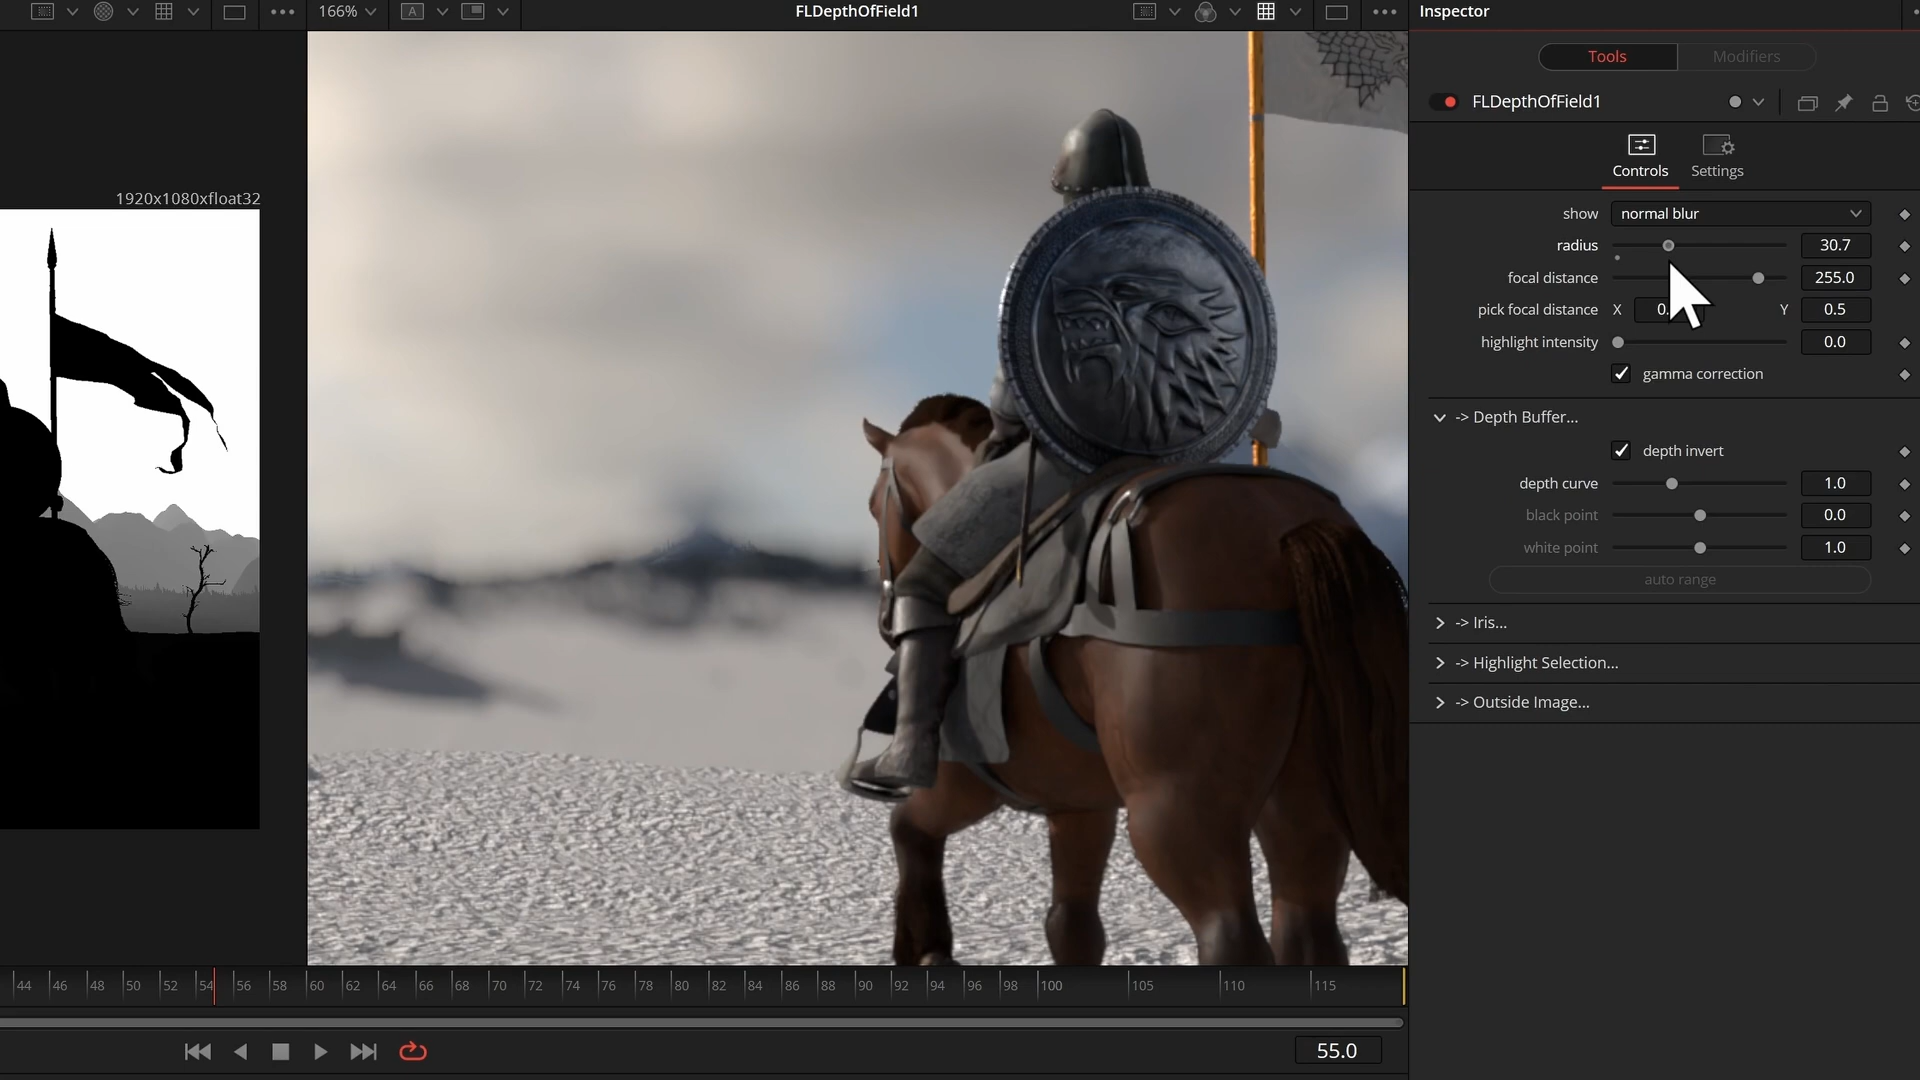 166%
A
FLDepthOfField1
Inspector
Tools
Modifiers
FLDepthOfField1
Controls
Settings
1920x1080xfloat32
show
normal blur
radius
30.7
focal distance
255.0
pick focal distance
X
Y
0.5
highlight intensity
0.0
gamma correction
-> Depth Buffer...
depth invert
depth curve
1.0
black point
0.0
white point
1.0
auto range
-> Iris...
-> Highlight Selection...
-> Outside Image...
44 46 48 50 52 54 56 58 60 62 64 66 68 70 72 74 76 78 80 82 84 86 88 90 92 94 96 98 100 105 110 115
55.0